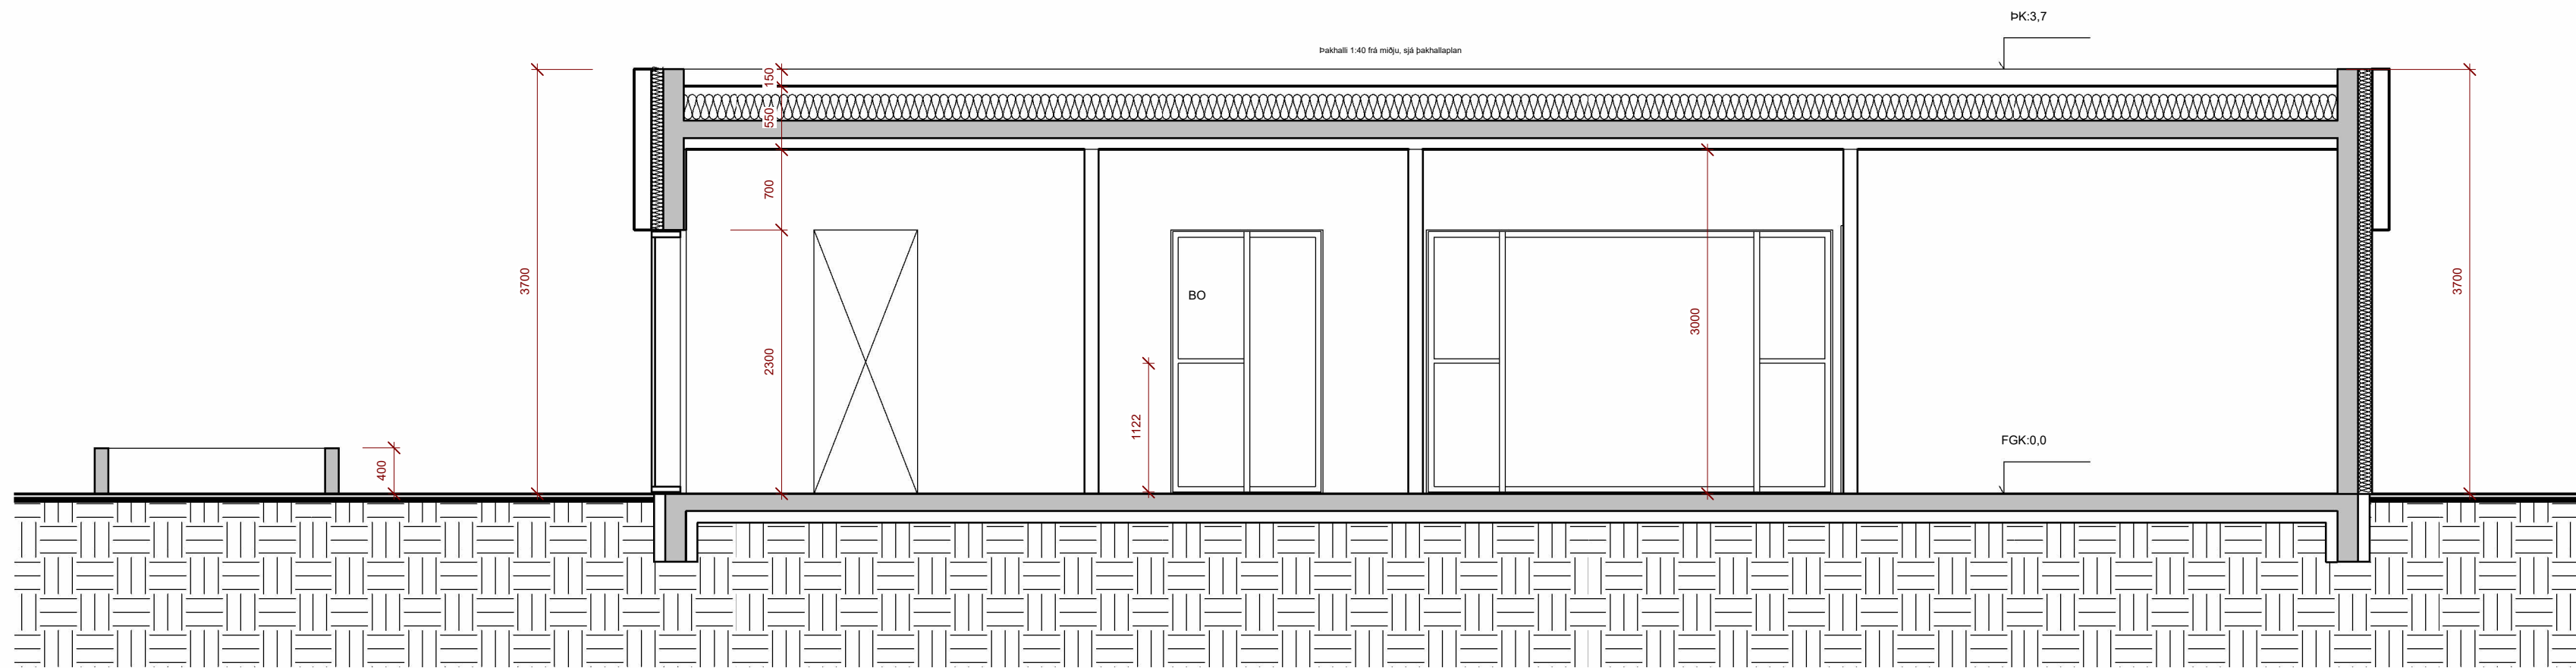 ÞK:3,7
Þakhalli 1:40 frá miðju, sjá þakhallaplan
150
550
700
3700
3700
BO
3000
2300
1122
FGK:0,0
400